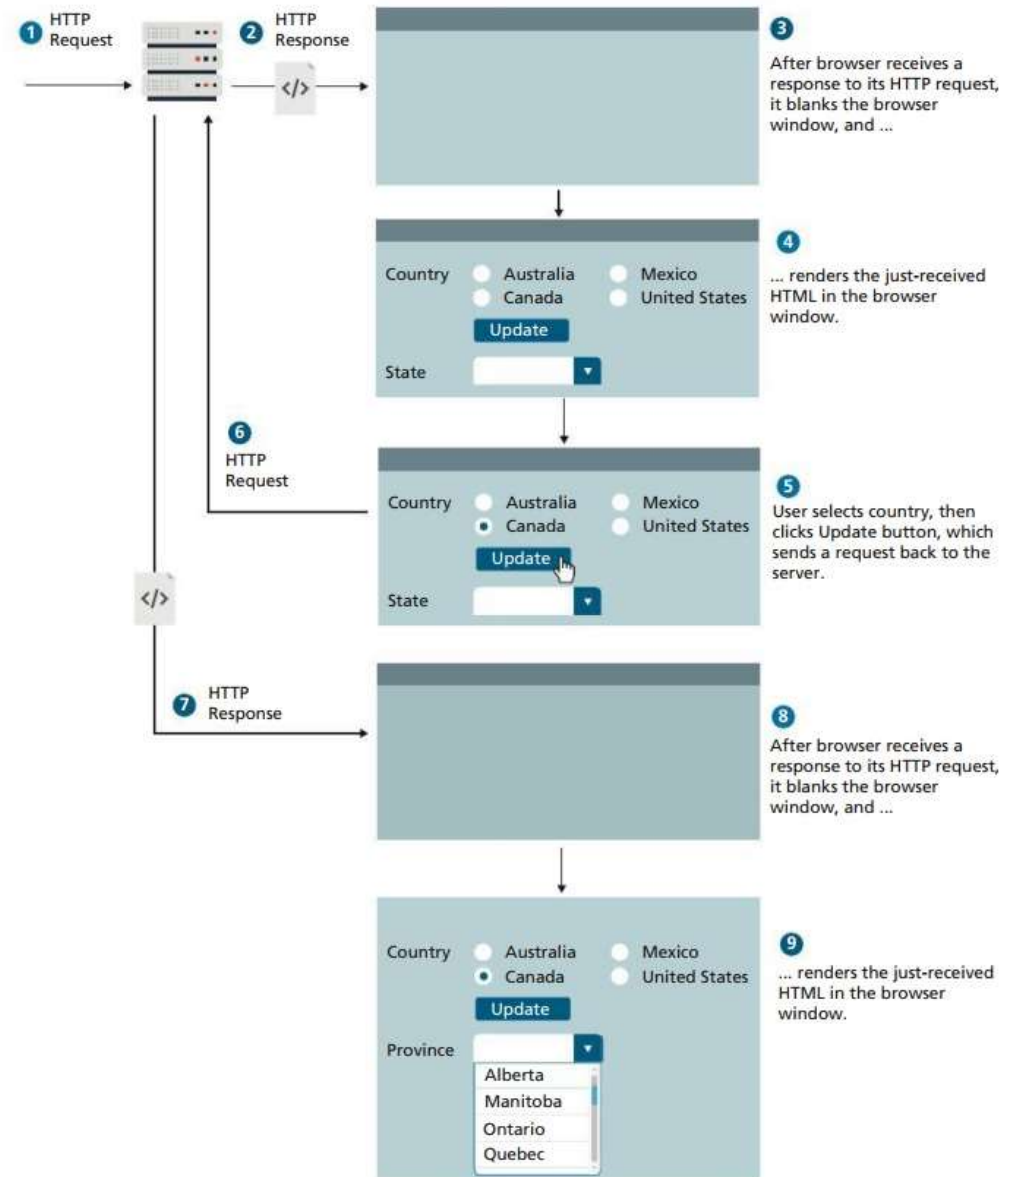 1 HTTP
Request
2 HTTP
Response
</>
3
After browser receives a
response to its HTTP request,
it blanks the browser
window, and ...
4
... renders the just-received
HTML in the browser
window.
Country Australia Mexico
Canada United States
Update
State
5
User selects country, then
clicks Update button, which
sends a request back to the
server.
Country Australia Mexico
Canada United States
Update
State
6
HTTP
Request
</>
7 HTTP
Response
8
After browser receives a
response to its HTTP request,
it blanks the browser
window, and ...
9
... renders the just-received
HTML in the browser
window.
Country Australia Mexico
Canada United States
Update
Province
Alberta
Manitoba
Ontario
Quebec